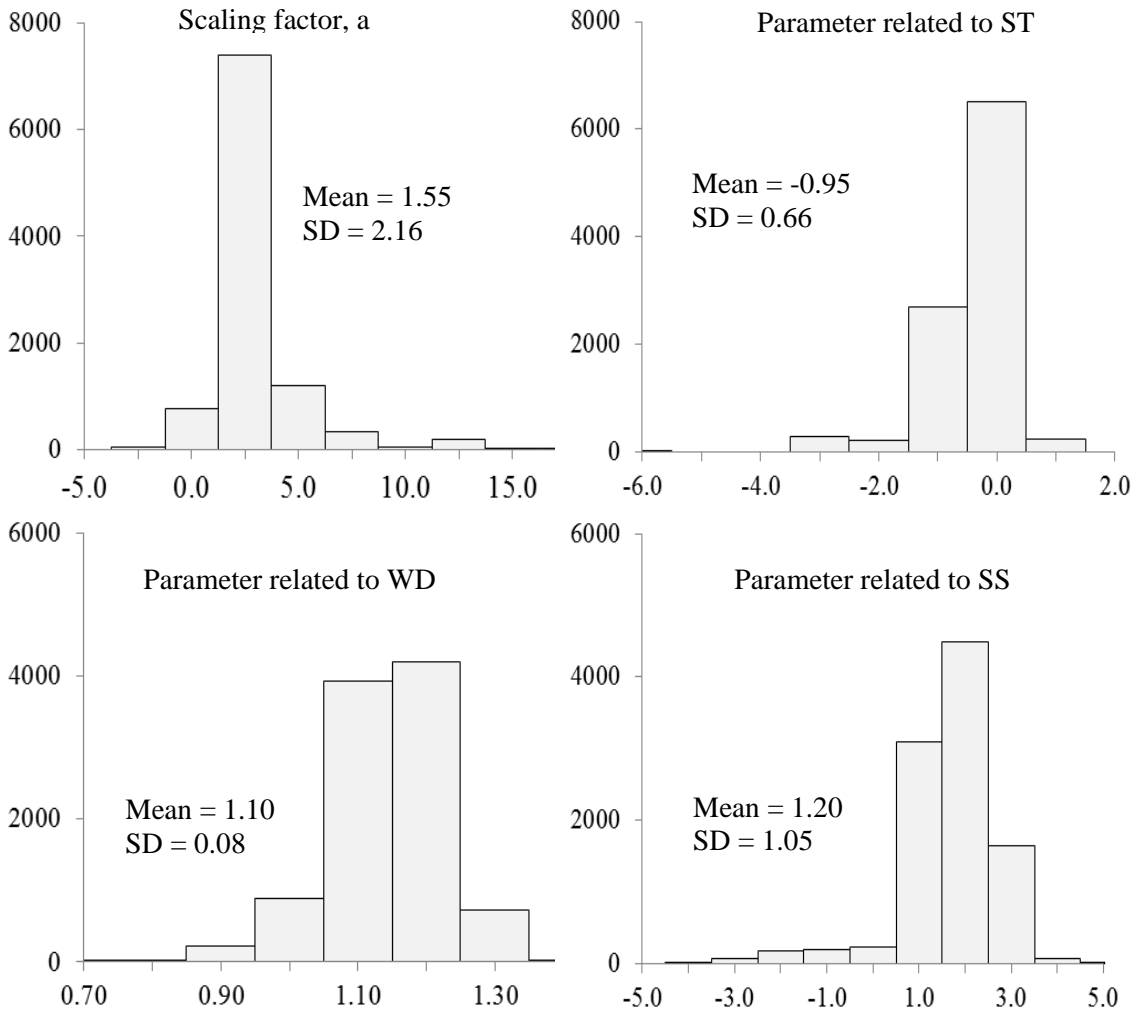 Scaling factor, a
8000
6000
4000
2000
0
Mean = 1.55
SD = 2.16
-5.0 0.0 5.0 10.0 15.0
Parameter related to ST
8000
6000
4000
2000
0
Mean = -0.95
SD = 0.66
-6.0 -4.0 -2.0 0.0 2.0
Parameter related to WD
6000
4000
2000
0
Mean = 1.10
SD = 0.08
0.70 0.90 1.10 1.30
Parameter related to SS
6000
4000
2000
0
Mean = 1.20
SD = 1.05
-5.0 -3.0 -1.0 1.0 3.0 5.0